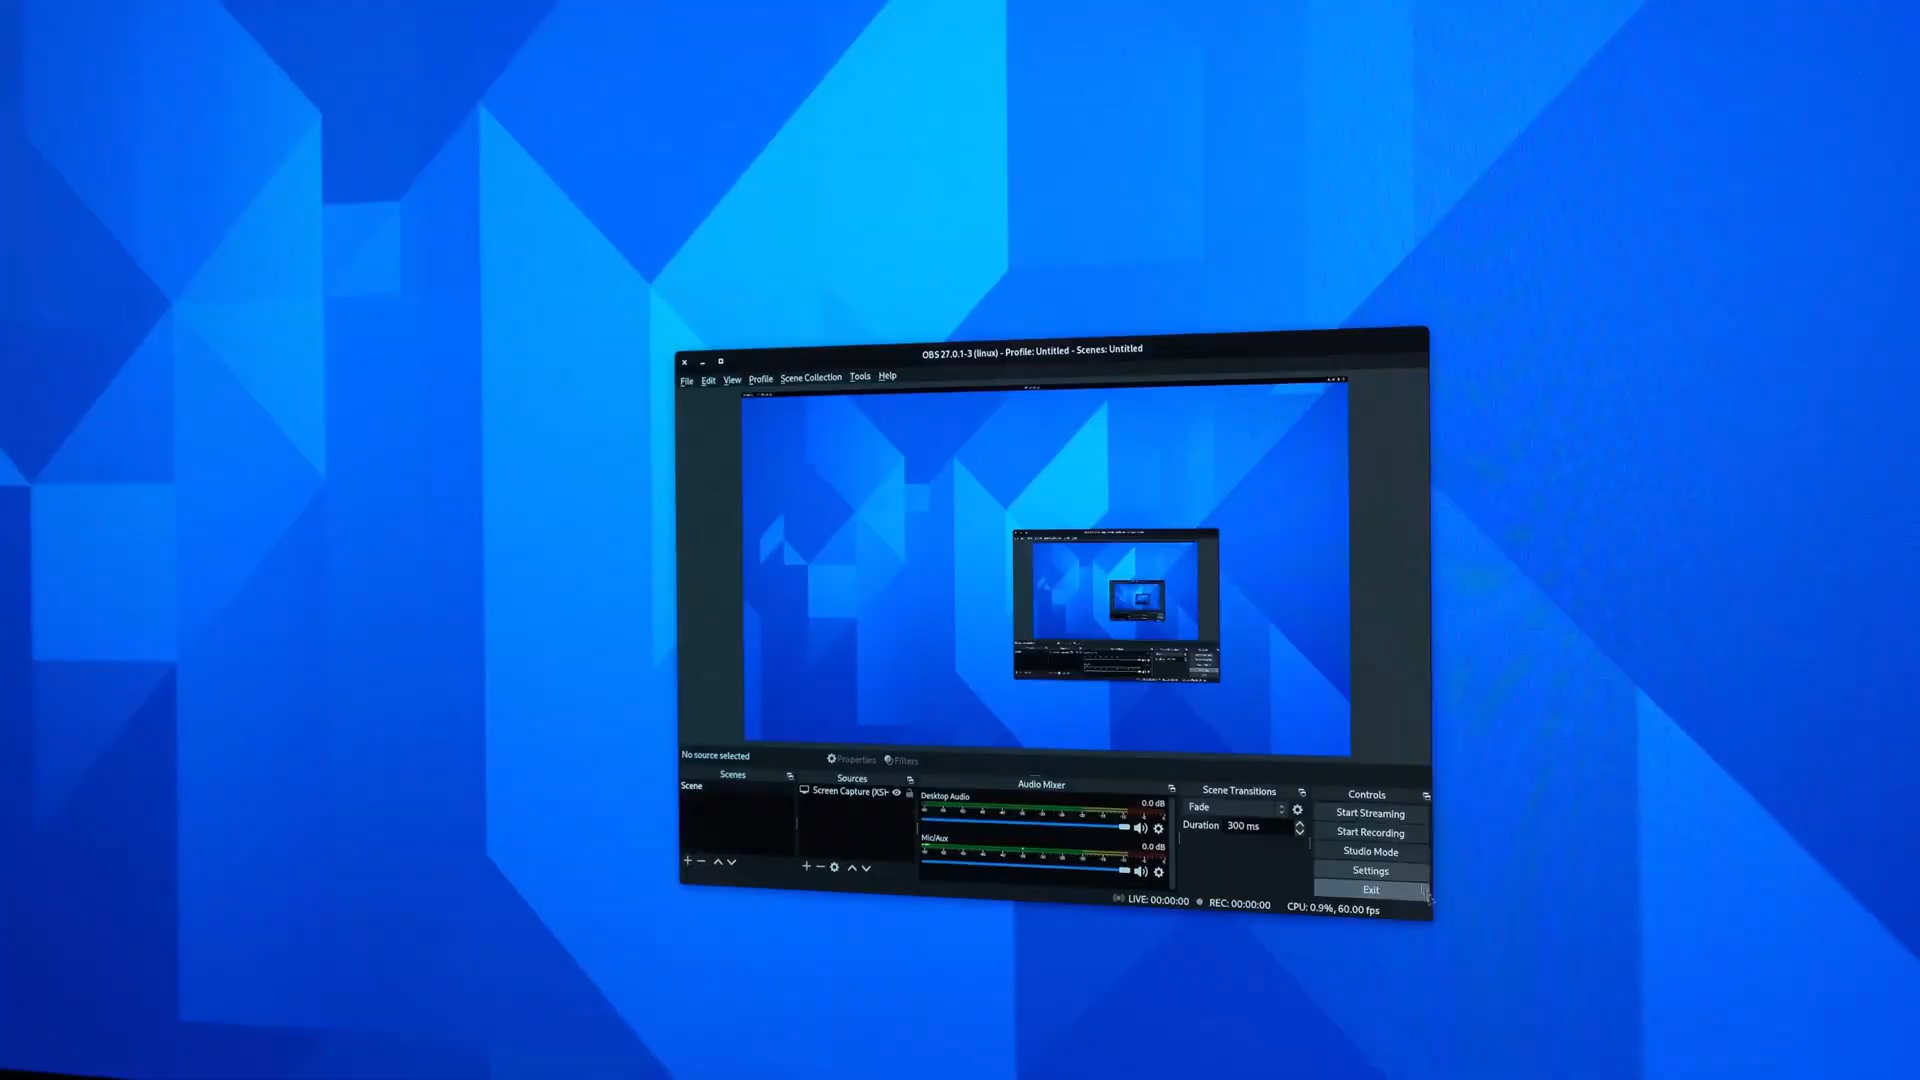 OBS 27.0.1-3 (linux) - Profile: Untitled - Scenes: Untitled
File Edit View Profile Scene Collection Tools Help
No source selected
Properties Filters
Scenes
Sources
Audio Mixer
Scene Transitions
Controls
Scene
Screen Capture (XSH
Desktop Audio
0.0 dB
Mic/Aux
0.0 dB
Fade
Duration 300 ms
Start Streaming
Start Recording
Studio Mode
Settings
Exit
LIVE: 00:00:00 REC: 00:00:00 CPU: 0.9%, 60.00 fps